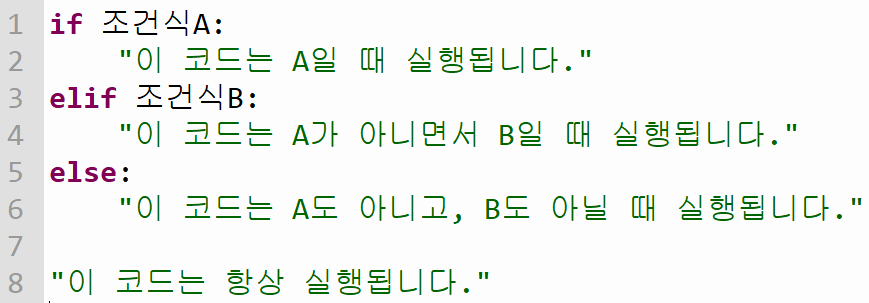 1 if 조건식A:
2     "이 코드는 A일 때 실행됩니다."
3 elif 조건식B:
4     "이 코드는 A가 아니면서 B일 때 실행됩니다."
5 else:
6     "이 코드는 A도 아니고, B도 아닐 때 실행됩니다."
7
8 "이 코드는 항상 실행됩니다."